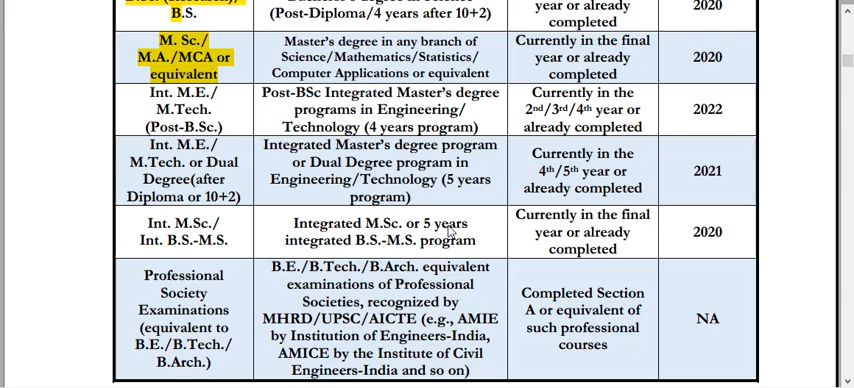 B.S.
(Post-Diploma/4 years after 10+2)
year or already
completed
2020
M. Sc./
M.A./MCA or
equivalent
Master's degree in any branch of
Science/Mathematics/Statistics/
Computer Applications or equivalent
Currently in the final
year or already
completed
2020
Int. M.E./
M.Tech.
(Post-B.Sc.)
Post-BSc Integrated Master's degree
programs in Engineering/
Technology (4 years program)
Currently in the
2nd/3rd/4th year or
already completed
2022
Int. M.E./
M.Tech. or Dual
Degree(after
Diploma or 10+2)
Integrated Master's degree program
or Dual Degree program in
Engineering/Technology (5 years
program)
Currently in the
4th/5th year or
already completed
2021
Int. M.Sc./
Int. B.S.-M.S.
Integrated M.Sc. or 5 years
integrated B.S.-M.S. program
Currently in the final
year or already
completed
2020
Professional
Society
Examinations
(equivalent to
B.E./B.Tech./
B.Arch.)
B.E./B.Tech./B.Arch. equivalent
examinations of Professional
Societies, recognized by
MHRD/UPSC/AICTE (e.g., AMIE
by Institution of Engineers-India,
AMICE by the Institute of Civil
Engineers-India and so on)
Completed Section
A or equivalent of
such professional
courses
NA